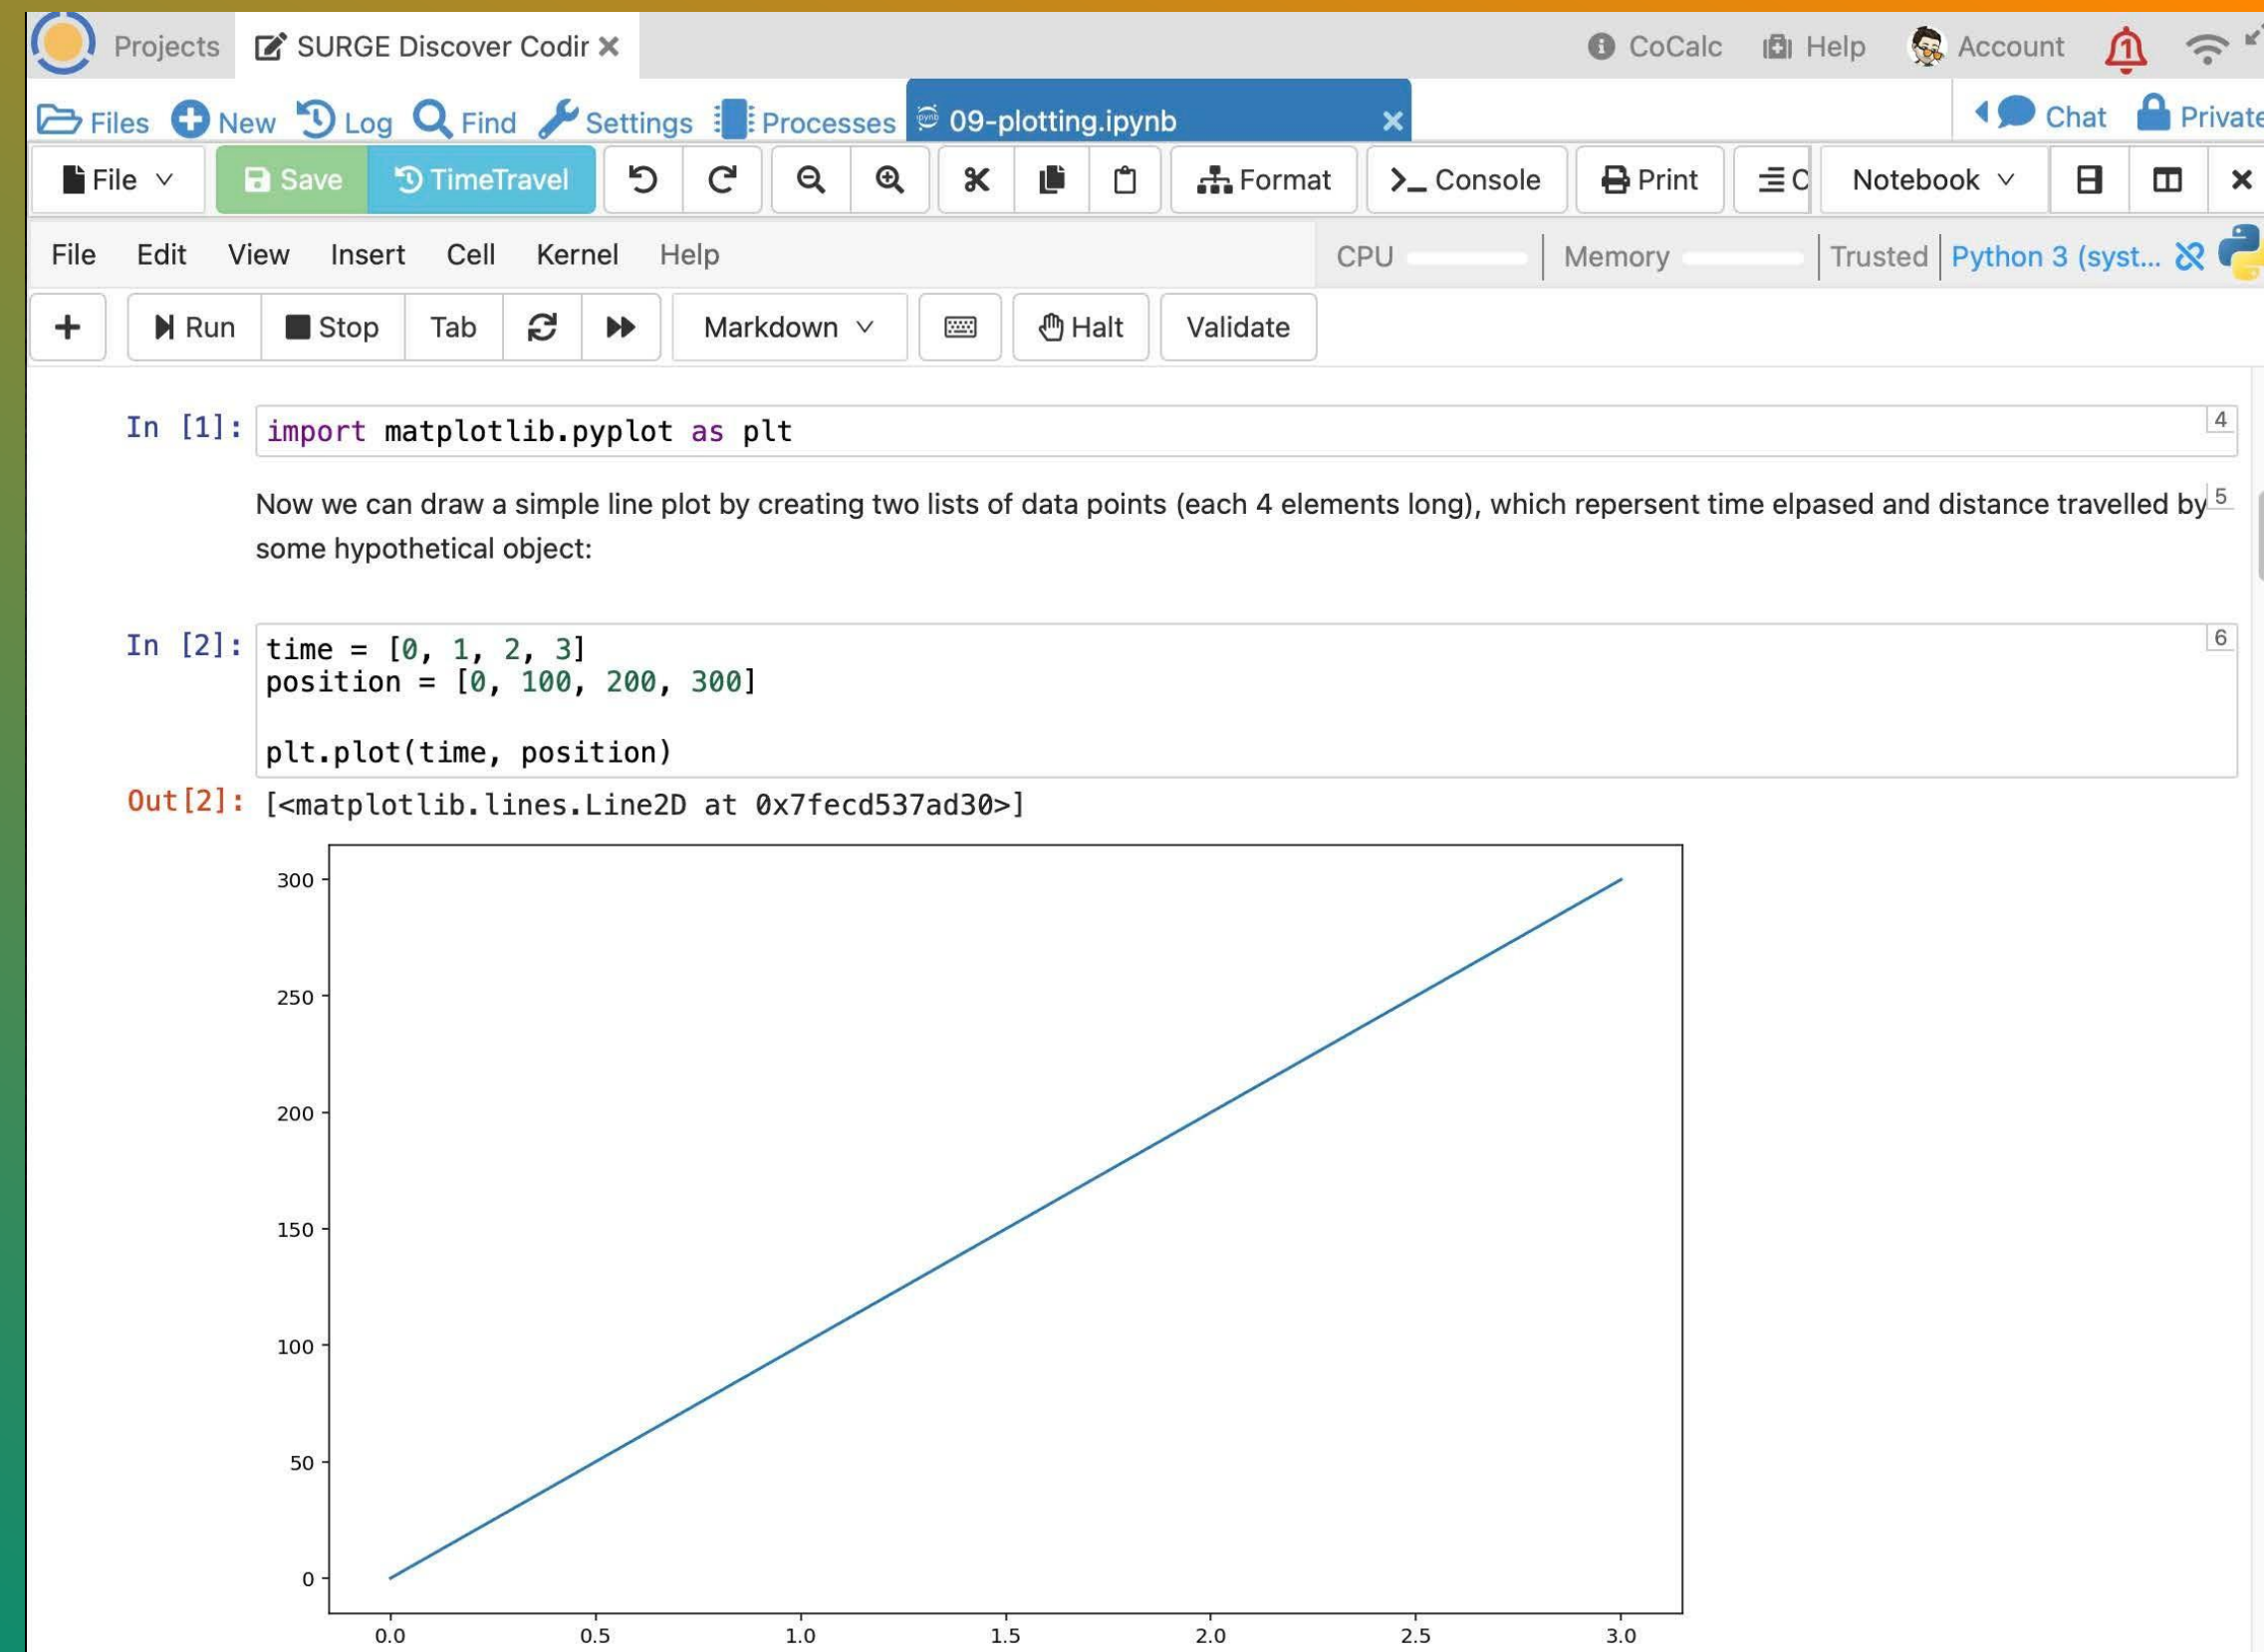 Projects SURGE Discover Codir CoCalc Help Account 1
Files New Log Find Settings Processes 09-plotting.ipynb Chat Private
File Save TimeTravel Format Console Print C Notebook
File Edit View Insert Cell Kernel Help CPU Memory Trusted Python 3 (syst...
Run Stop Tab Markdown Halt Validate
In [1]: import matplotlib.pyplot as plt 4
Now we can draw a simple line plot by creating two lists of data points (each 4 elements long), which repersent time elpased and distance travelled by 5
some hypothetical object:
In [2]: time = [0, 1, 2, 3] 6
position = [0, 100, 200, 300]
plt.plot(time, position)
Out[2]: [<matplotlib.lines.Line2D at 0x7fecd537ad30>]
300
250
200
150
100
50
0
0.0 0.5 1.0 1.5 2.0 2.5 3.0